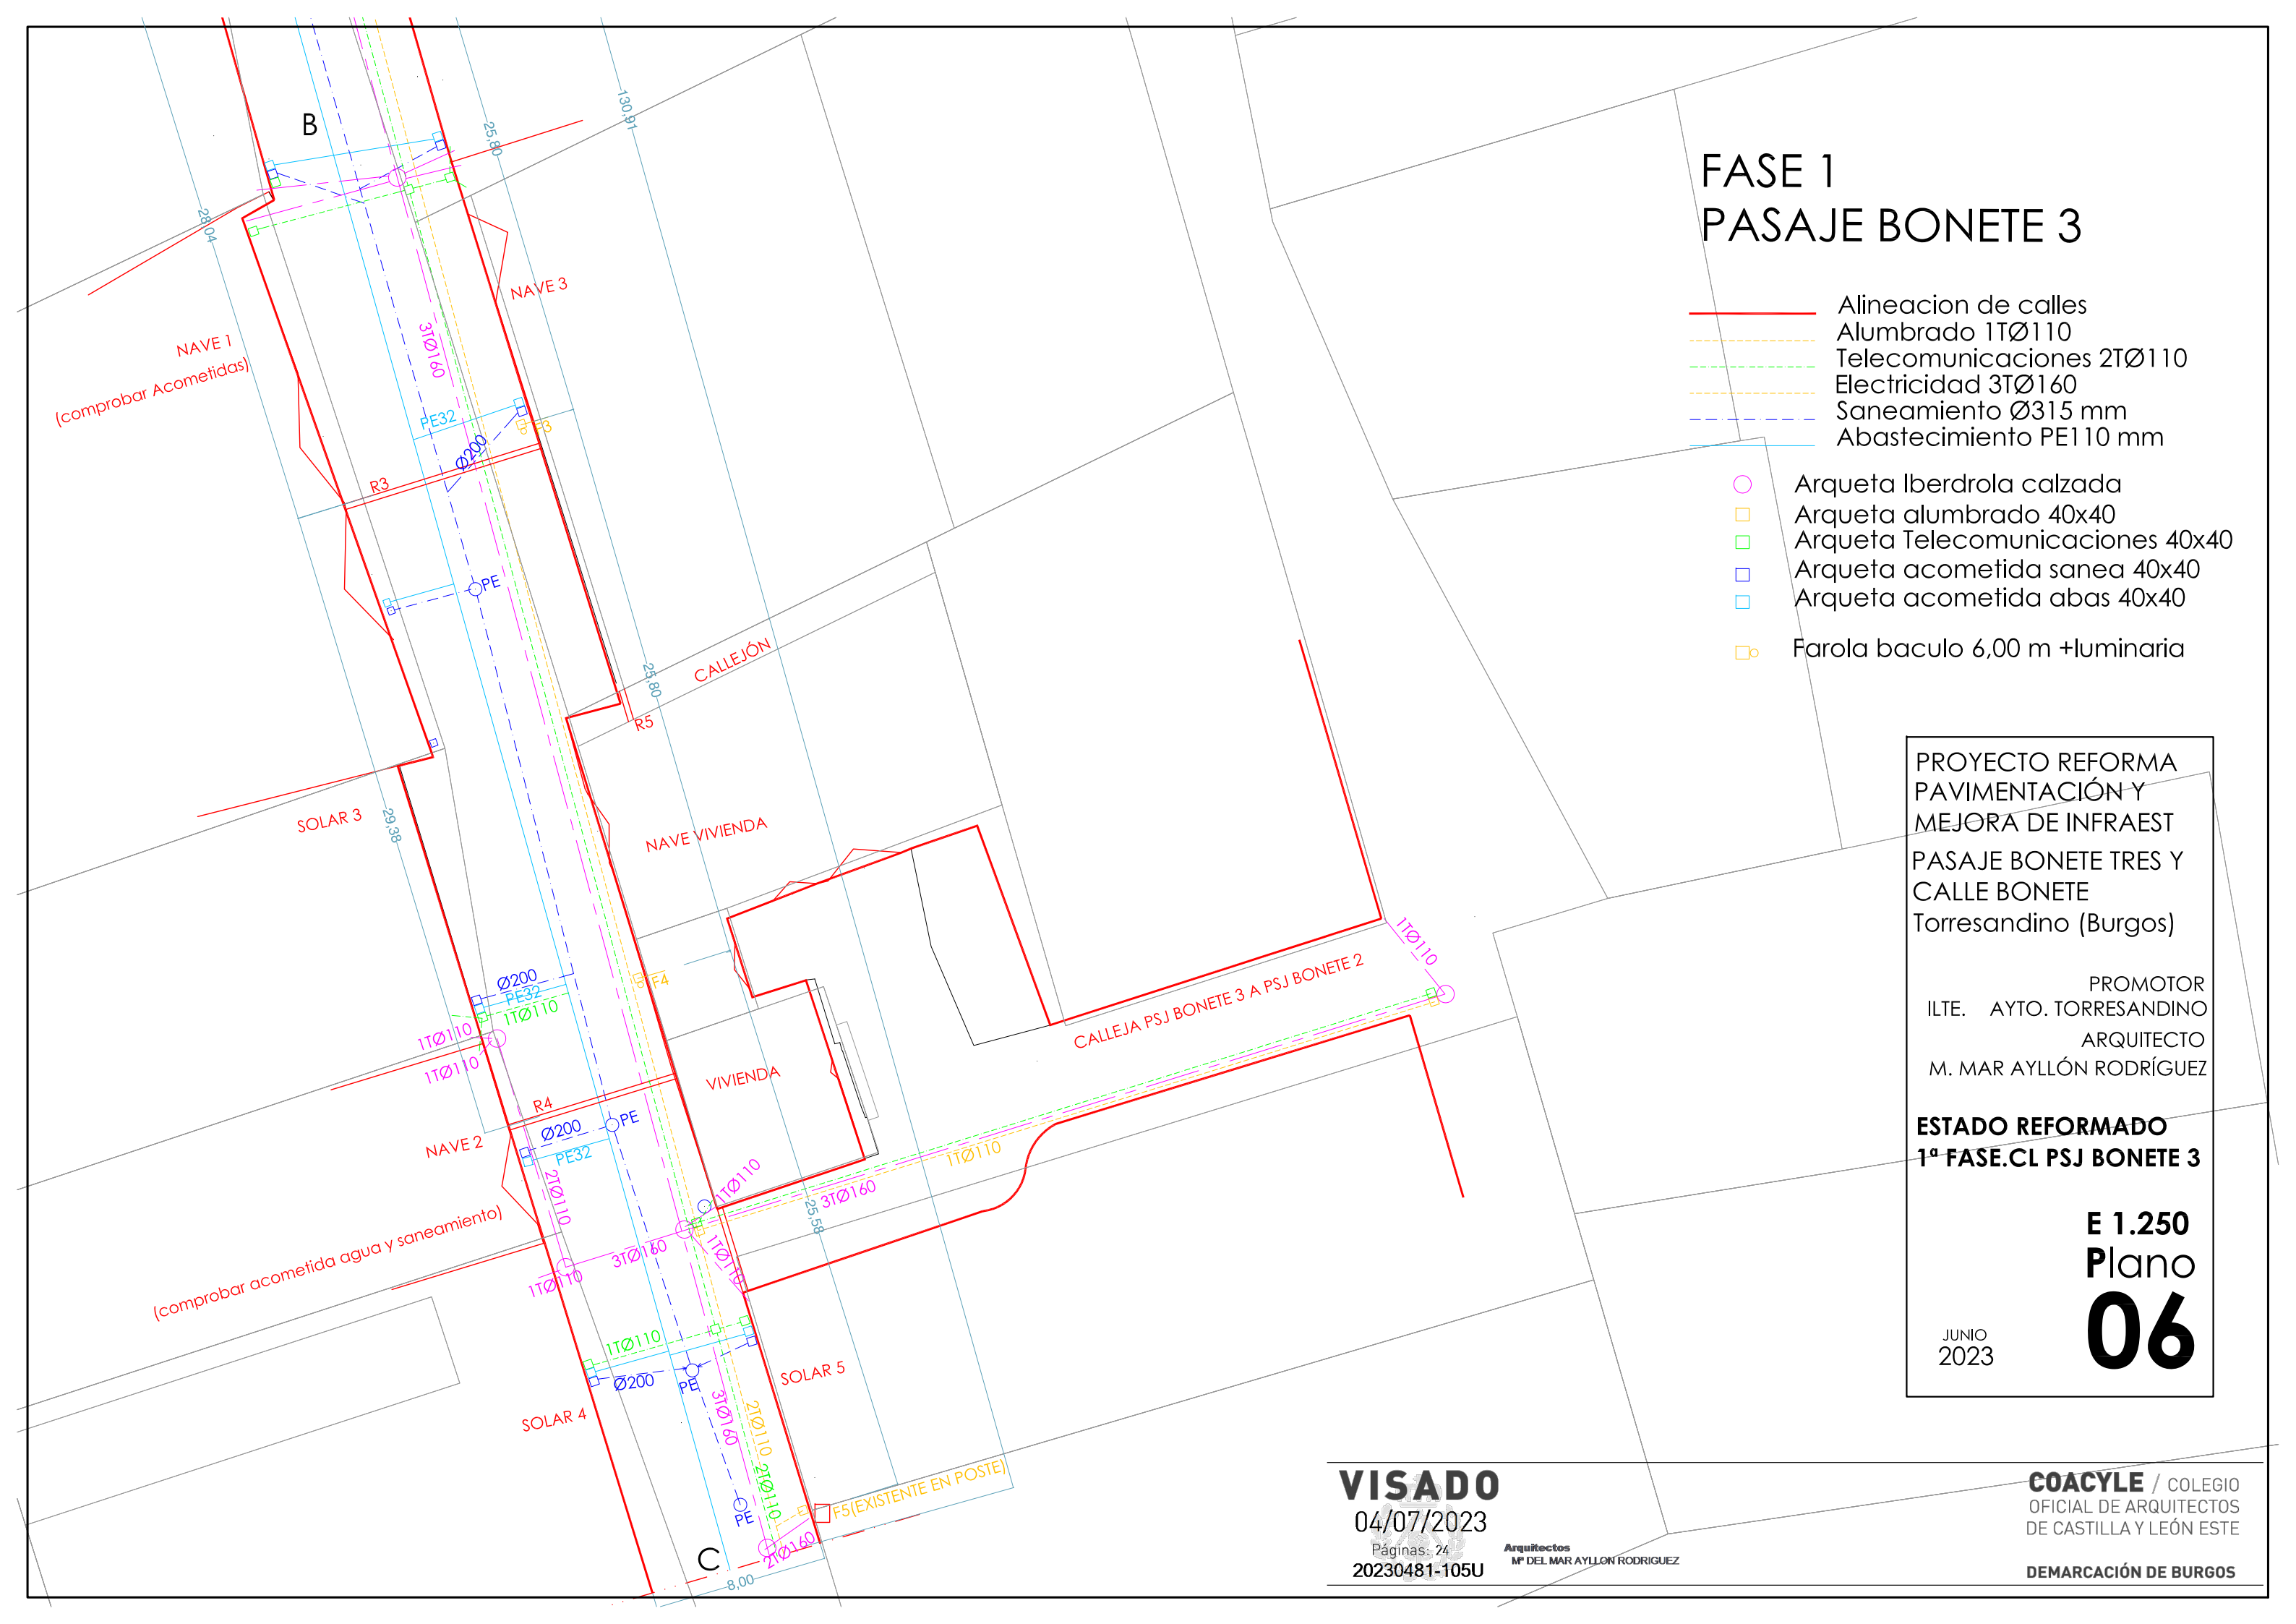 B
130,91
25,80
28,04
NAVE 3
NAVE 1
(comprobar Acometidas)
3TØ160
PE32
F3
Ø200
R3
PE
CALLEJÓN
25,80
R5
SOLAR 3
29,38
NAVE VIVIENDA
F4
Ø200
PE32
1TØ110
1TØ110
1TØ110
1TØ110
CALLEJA PSJ BONETE 3 A PSJ BONETE 2
VIVIENDA
R4
PE
NAVE 2
Ø200
PE32
2TØ110
1TØ110
1TØ110
3TØ160
25,58
(comprobar acometida agua y saneamiento)
3TØ160
1TØ110
1TØ110
1TØ110
Ø200
PE
SOLAR 5
SOLAR 4
3TØ160
2TØ110
2TØ110
F5(EXISTENTE EN POSTE)
PE
2TØ160
C
8,00
FASE 1
PASAJE BONETE 3
Alineacion de calles
Alumbrado 1TØ110
Telecomunicaciones 2TØ110
Electricidad 3TØ160
Saneamiento Ø315 mm
Abastecimiento PE110 mm
Arqueta Iberdrola calzada
Arqueta alumbrado 40x40
Arqueta Telecomunicaciones 40x40
Arqueta acometida sanea 40x40
Arqueta acometida abas 40x40
Farola baculo 6,00 m +luminaria
PROYECTO REFORMA
PAVIMENTACIÓN Y
MEJORA DE INFRAEST
PASAJE BONETE TRES Y
CALLE BONETE
Torresandino (Burgos)
PROMOTOR
ILTE. AYTO. TORRESANDINO
ARQUITECTO
M. MAR AYLLÓN RODRÍGUEZ
ESTADO REFORMADO
1ª FASE.CL PSJ BONETE 3
E 1.250
Plano
06
JUNIO
2023
VISADO
04/07/2023
Páginas: 24
20230481-105U
Arquitectos
Mª DEL MAR AYLLON RODRIGUEZ
COACYLE / COLEGIO
OFICIAL DE ARQUITECTOS
DE CASTILLA Y LEÓN ESTE
DEMARCACIÓN DE BURGOS